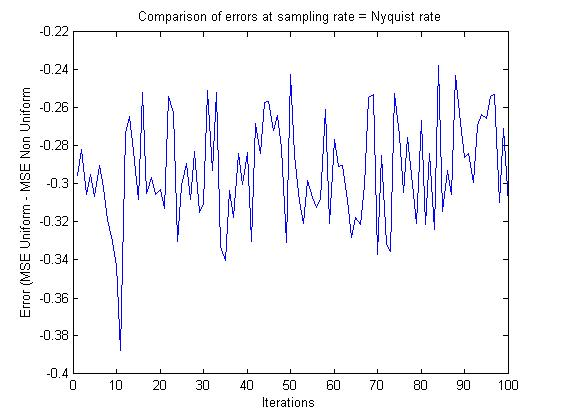 Comparison of errors at sampling rate = Nyquist rate
Error (MSE Uniform - MSE Non Uniform
-0.22
-0.24
-0.26
-0.28
-0.3
-0.32
-0.34
-0.36
-0.38
-0.4
0 10 20 30 40 50 60 70 80 90 100
Iterations